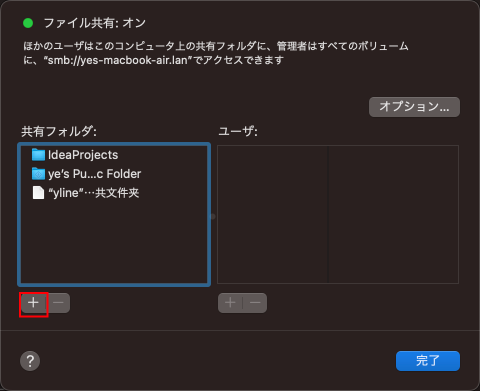 ファイル共有: オン
ほかのユーザはこのコンピュータ上の共有フォルダに、管理者はすべてのボリューム
に、“smb://yes-macbook-air.lan”でアクセスできます
オプション...
共有フォルダ:
ユーザ:
IdeaProjects
ye’s Pu...c Folder
“yline”…共文件夹
+ −
+ −
?
完了